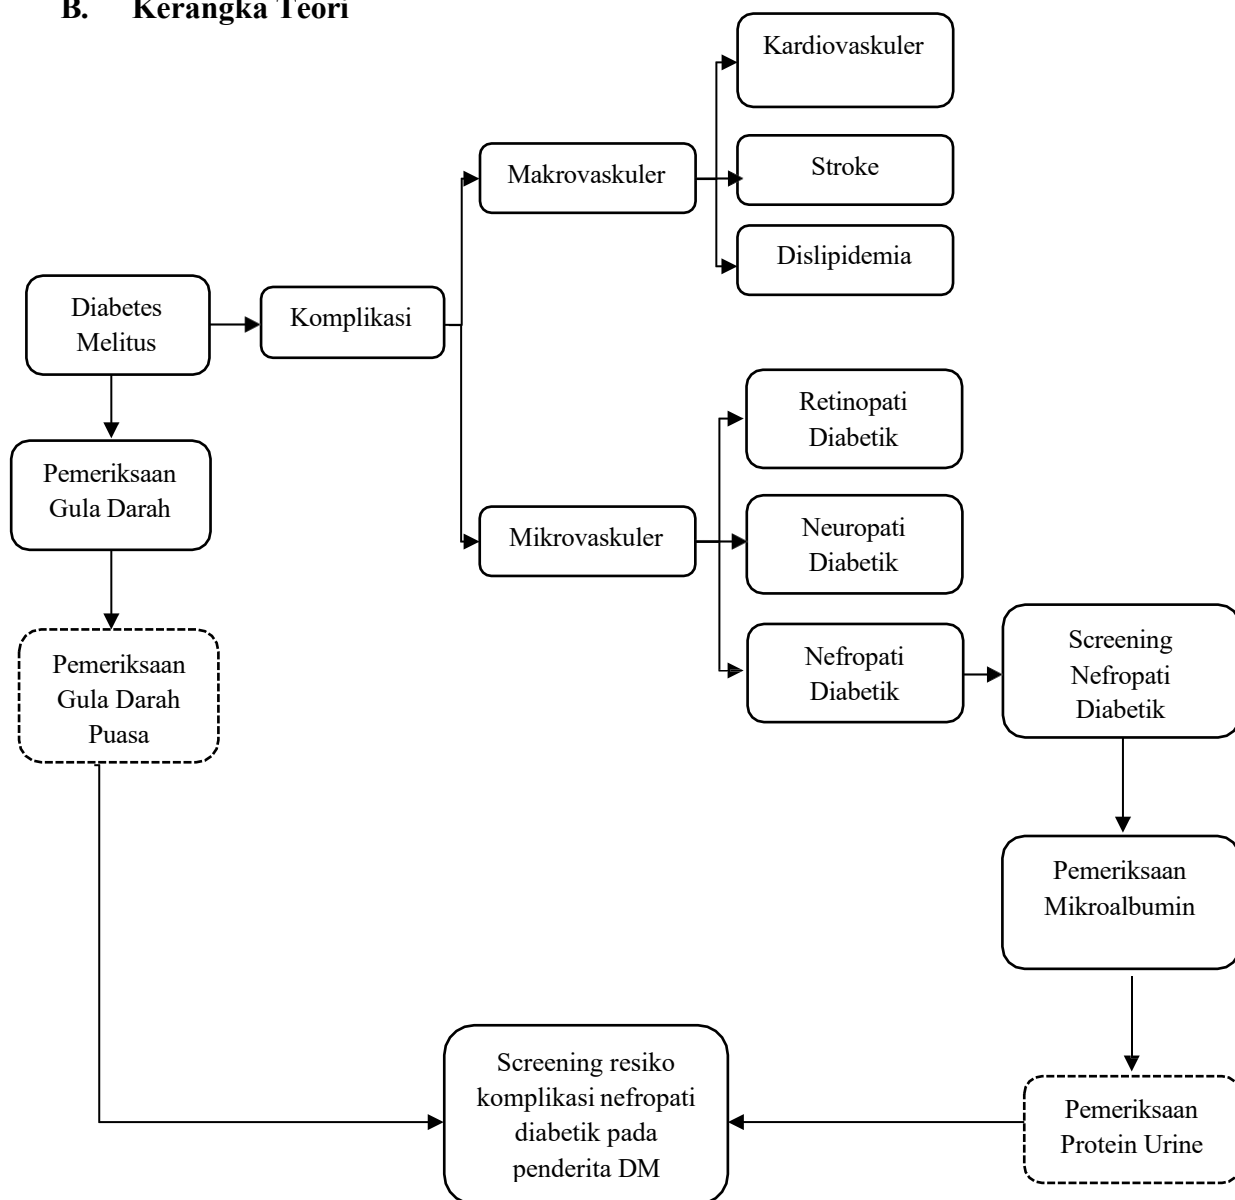 B. Kerangka Teori
Kardiovaskuler
Makrovaskuler
Stroke
Dislipidemia
Diabetes
Melitus
Komplikasi
Retinopati
Diabetik
Pemeriksaan
Gula Darah
Mikrovaskuler
Neuropati
Diabetik
Pemeriksaan
Gula Darah
Puasa
Nefropati
Diabetik
Screening
Nefropati
Diabetik
Pemeriksaan
Mikroalbumin
Screening resiko
komplikasi nefropati
diabetik pada
penderita DM
Pemeriksaan
Protein Urine